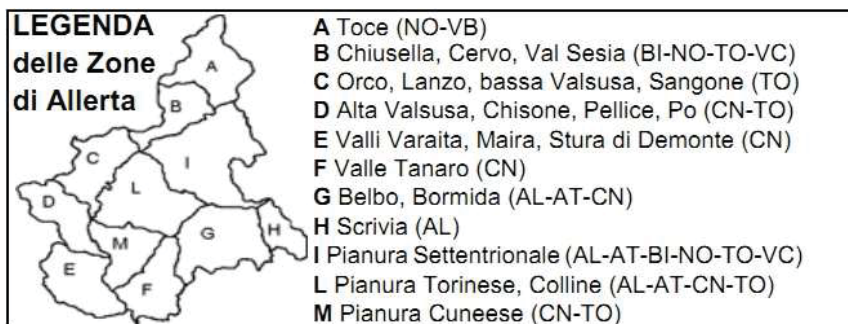 LEGENDA
delle Zone
di Allerta
A
B
C
I
L
D
H
G
M
E
F
A Toce (NO-VB)
B Chiusella, Cervo, Val Sesia (BI-NO-TO-VC)
C Orco, Lanzo, bassa Valsusa, Sangone (TO)
D Alta Valsusa, Chisone, Pellice, Po (CN-TO)
E Valli Varaita, Maira, Stura di Demonte (CN)
F Valle Tanaro (CN)
G Belbo, Bormida (AL-AT-CN)
H Scrivia (AL)
I Pianura Settentrionale (AL-AT-BI-NO-TO-VC)
L Pianura Torinese, Colline (AL-AT-CN-TO)
M Pianura Cuneese (CN-TO)